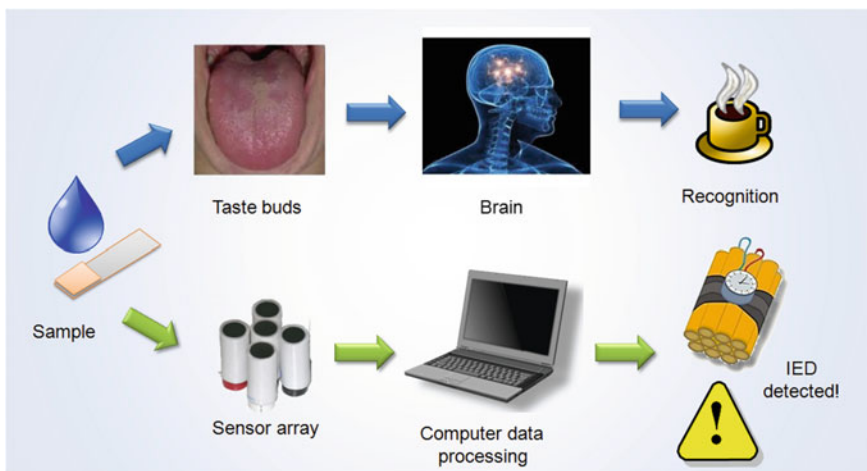 Taste buds
Brain
Recognition
Sample
Sensor array
Computer data
processing
IED
detected!
!